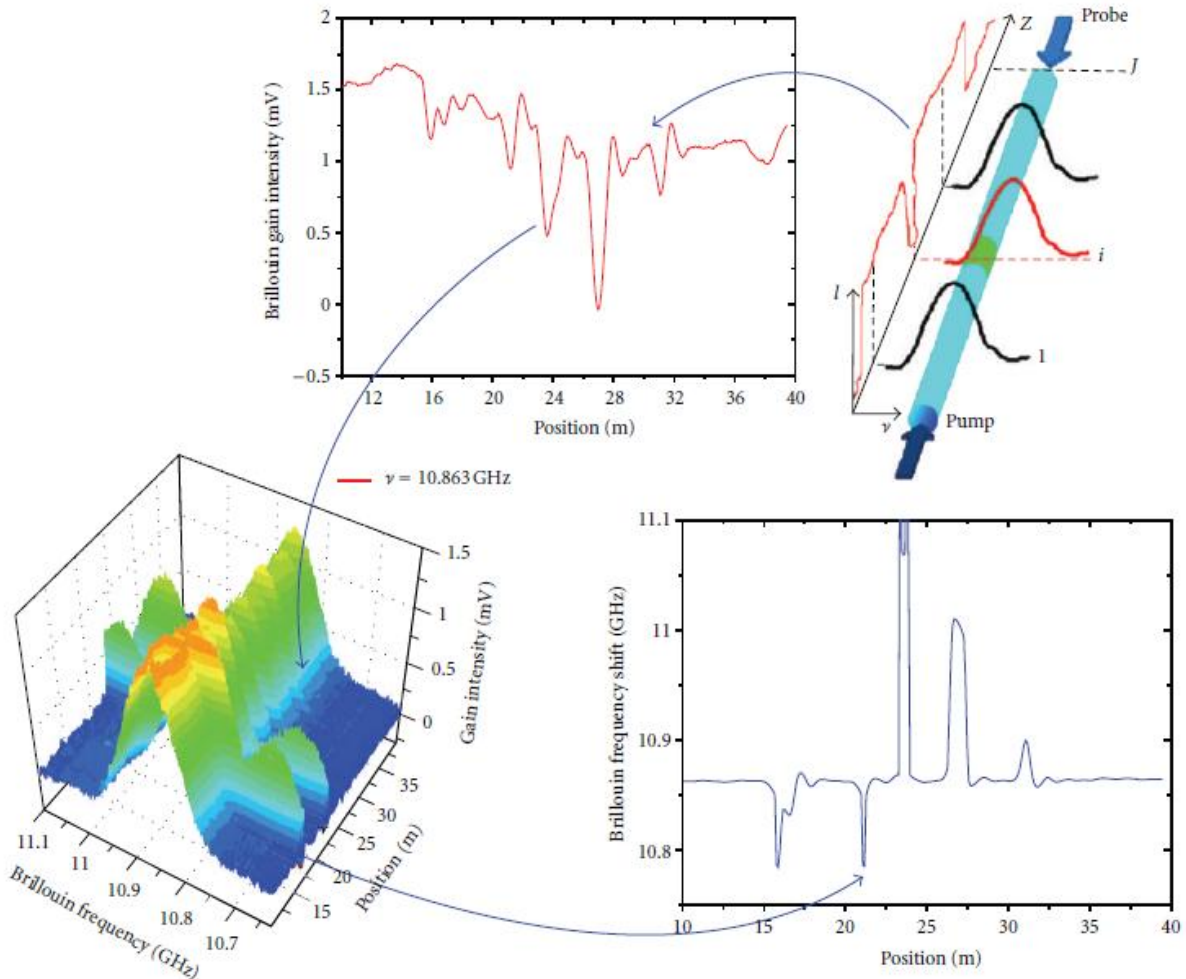 2
1.5
1
0.5
0
−0.5
Brillouin gain intensity (mV)
12 16 20 24 28 32 36 40
Position (m)
Probe
Z
J
i
1
I
ν
Pump
ν = 10.863 GHz
1.5
1
0.5
0
Gain intensity (mV)
35
30
25
20
15
Position (m)
11.1
11
10.9
10.8
10.7
Brillouin frequency (GHz)
11.1
11
10.9
10.8
Brillouin frequency shift (GHz)
10 15 20 25 30 35 40
Position (m)